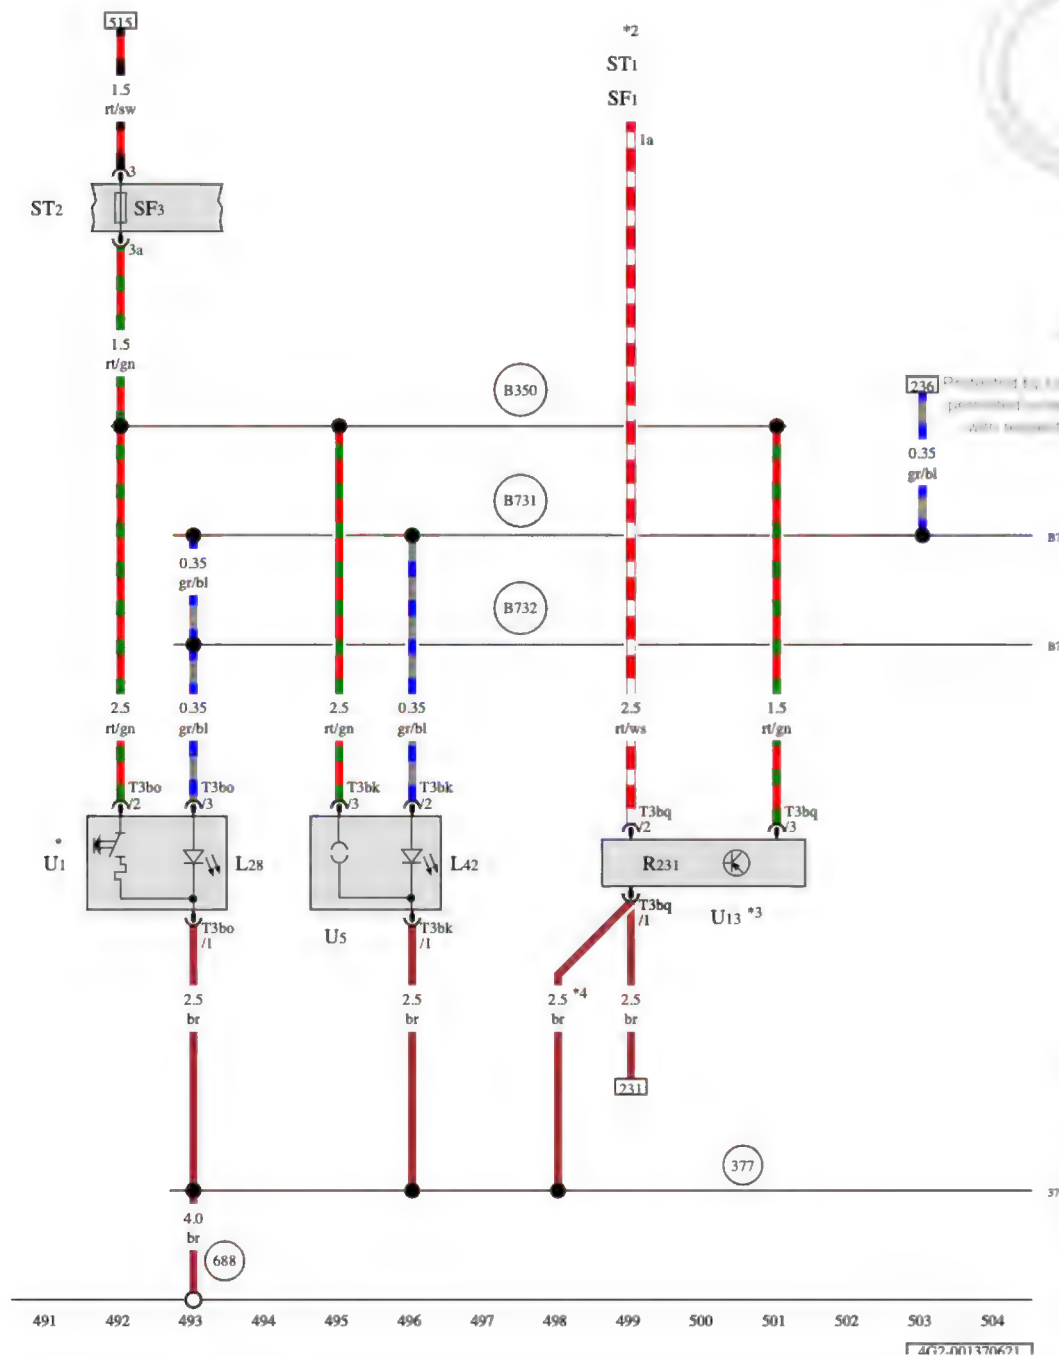 515
*2
ST1
SF1
1.5
rt/sw
1a
3
ST2
SF3
3a
1.5
rt/gn
B350
236
0.35
gr/bl
B731
0.35
gr/bl
B732
2.5
rt/gn
0.35
gr/bl
2.5
rt/gn
0.35
gr/bl
2.5
rt/ws
1.5
rt/gn
T3bo
/2
T3bo
/3
T3bk
/3
T3bk
/2
T3bq
/2
T3bq
/3
*
U1
L28
L42
R231
T3bo
/1
U5
T3bk
/1
T3bq
/1
U13 *3
2.5
br
2.5
br
2.5 *4
br
2.5
br
231
377
4.0
br
688
491 492 493 494 495 496 497 498 499 500 501 502 503 504
4G2-001370621